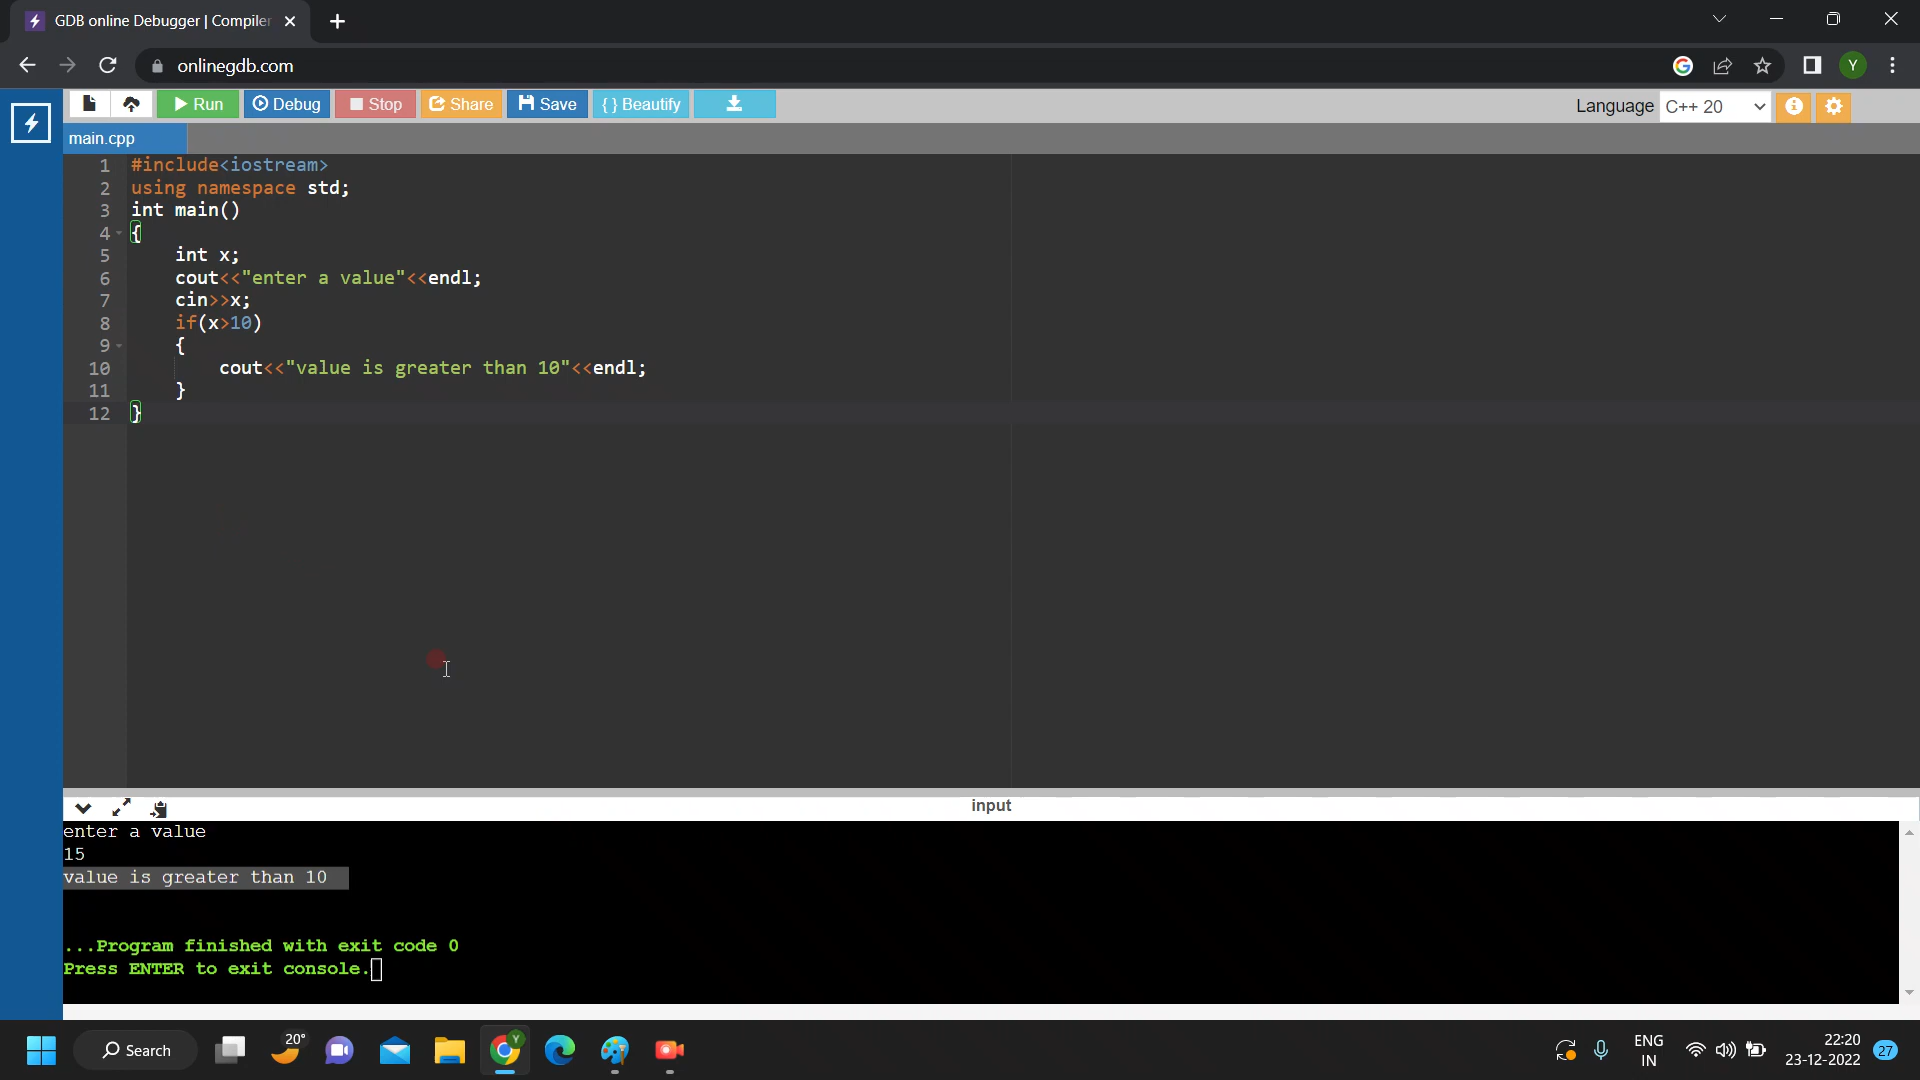 GDB online Debugger | Compiler
onlinegdb.com
Y
Run
Debug
Stop
Share
Save
{ } Beautify
Language
C++ 20
main.cpp
1 #include<iostream>
2 using namespace std;
3 int main()
4 {
5 int x;
6 cout<<"enter a value"<<endl;
7 cin>>x;
8 if(x>10)
9 {
10 cout<<"value is greater than 10"<<endl;
11 }
12 }
input
enter a value
15
value is greater than 10
...Program finished with exit code 0
Press ENTER to exit console.
Search
20°
Y
ENG
IN
22:20
23-12-2022
27